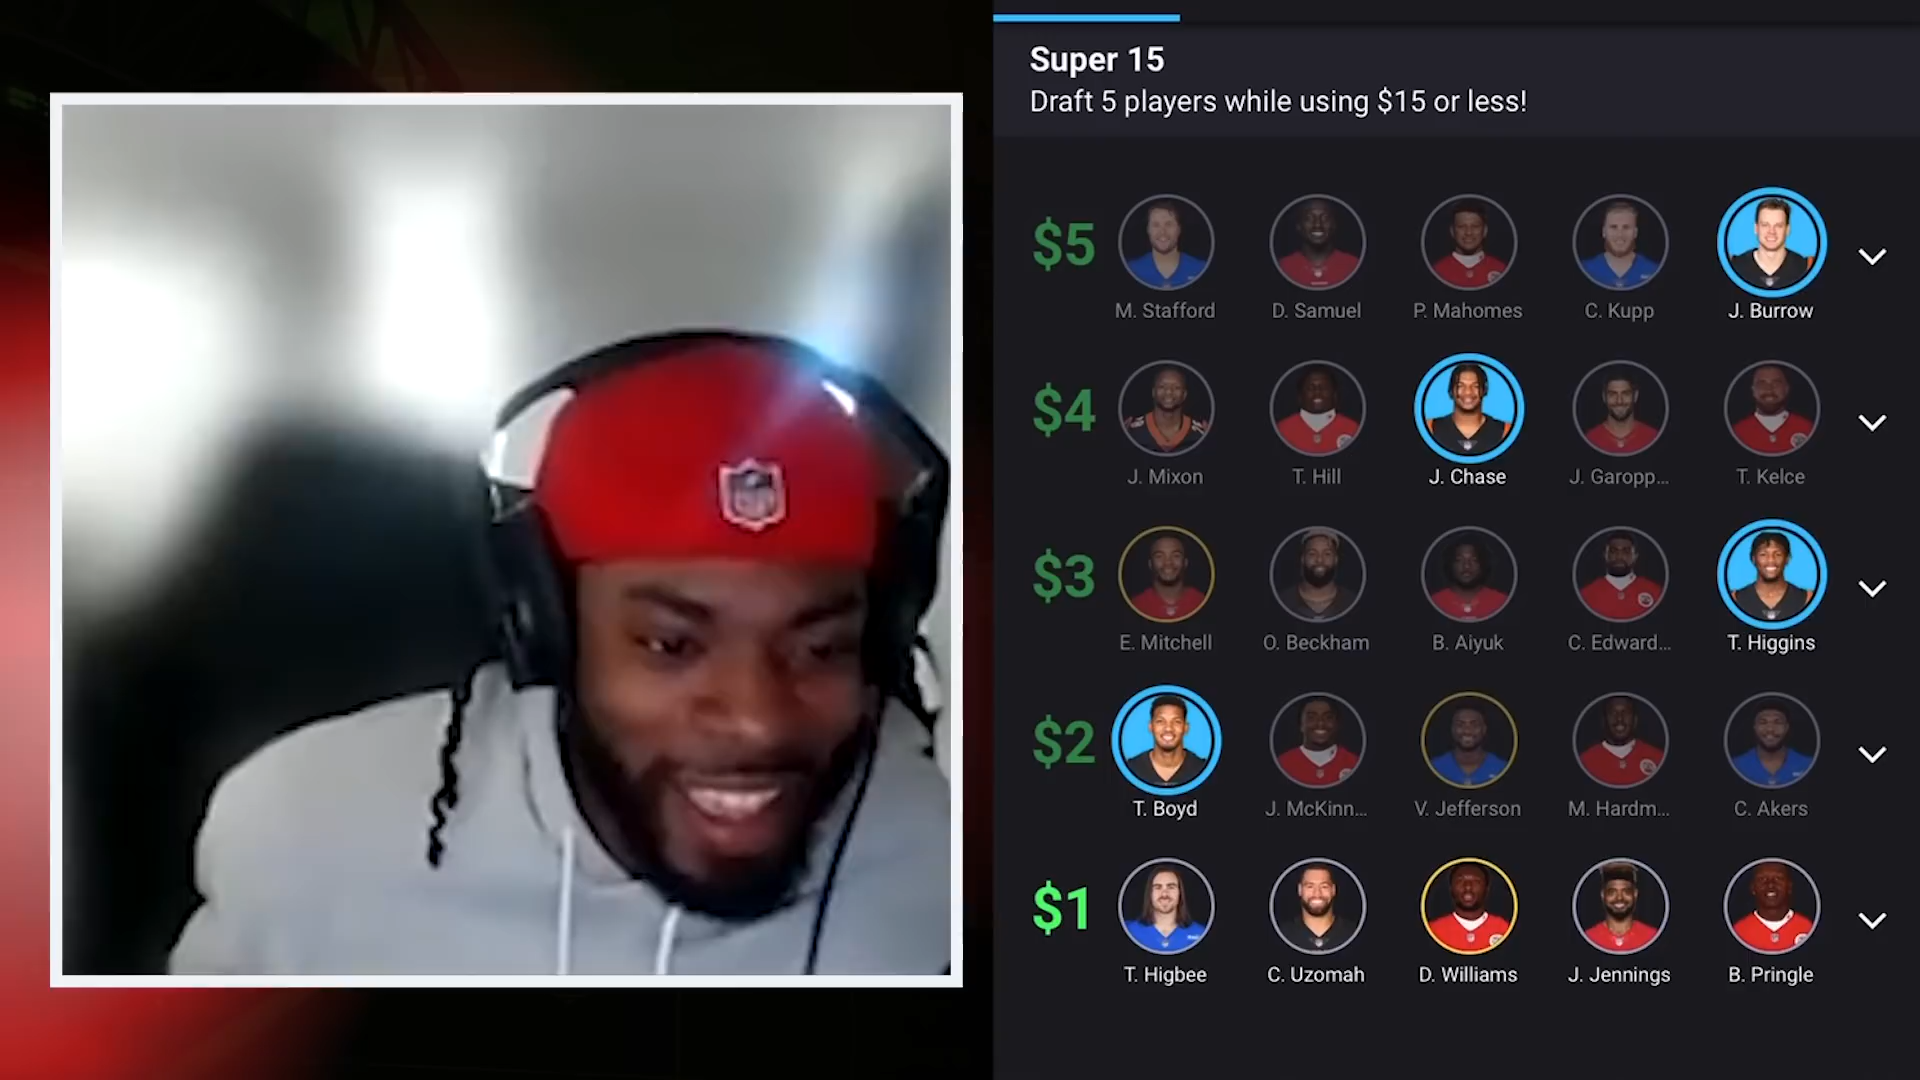 Super 15
Draft 5 players while using $15 or less!
$5
M. Stafford
D. Samuel
P. Mahomes
C. Kupp
J. Burrow
$4
J. Mixon
T. Hill
J. Chase
J. Garopp...
T. Kelce
$3
E. Mitchell
O. Beckham
B. Aiyuk
C. Edward...
T. Higgins
$2
T. Boyd
J. McKinn...
V. Jefferson
M. Hardm...
C. Akers
$1
T. Higbee
C. Uzomah
D. Williams
J. Jennings
B. Pringle